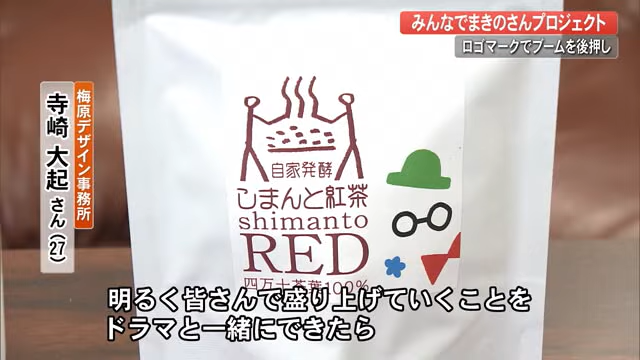 みんなでまきのさんプロジェクト
ロゴマークでブームを後押し
梅原デザイン事務所
寺崎 大起さん(27)
自家発酵
しまんと紅茶
shimanto
RED
四万十茶葉100%
明るく皆さんで盛り上げていくことを
ドラマと一緒にできたら